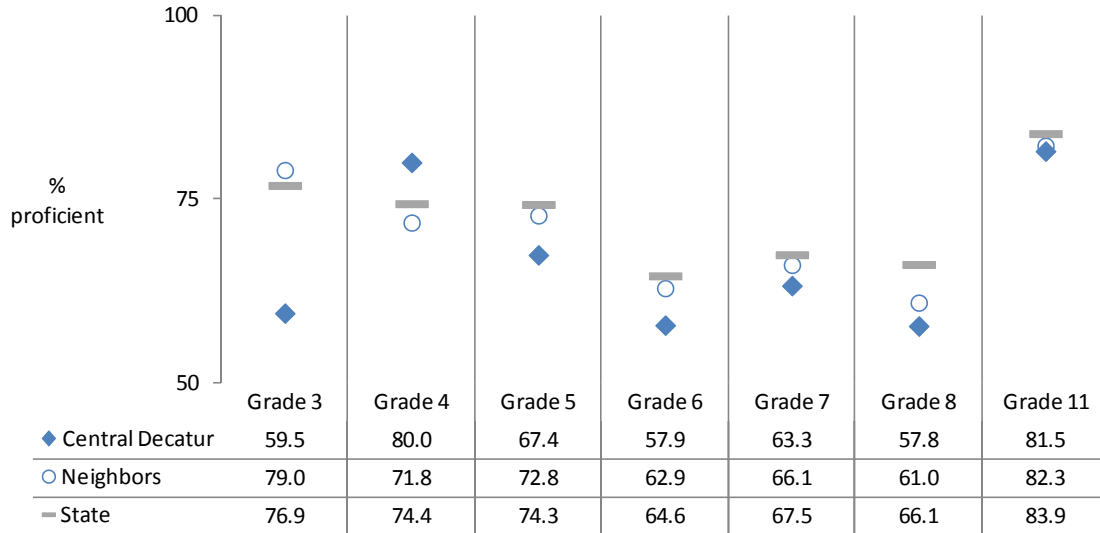 100
%
proficient
75
50
Grade 3 Grade 4 Grade 5 Grade 6 Grade 7 Grade 8 Grade 11
Central Decatur 59.5 80.0 67.4 57.9 63.3 57.8 81.5
Neighbors 79.0 71.8 72.8 62.9 66.1 61.0 82.3
State 76.9 74.4 74.3 64.6 67.5 66.1 83.9